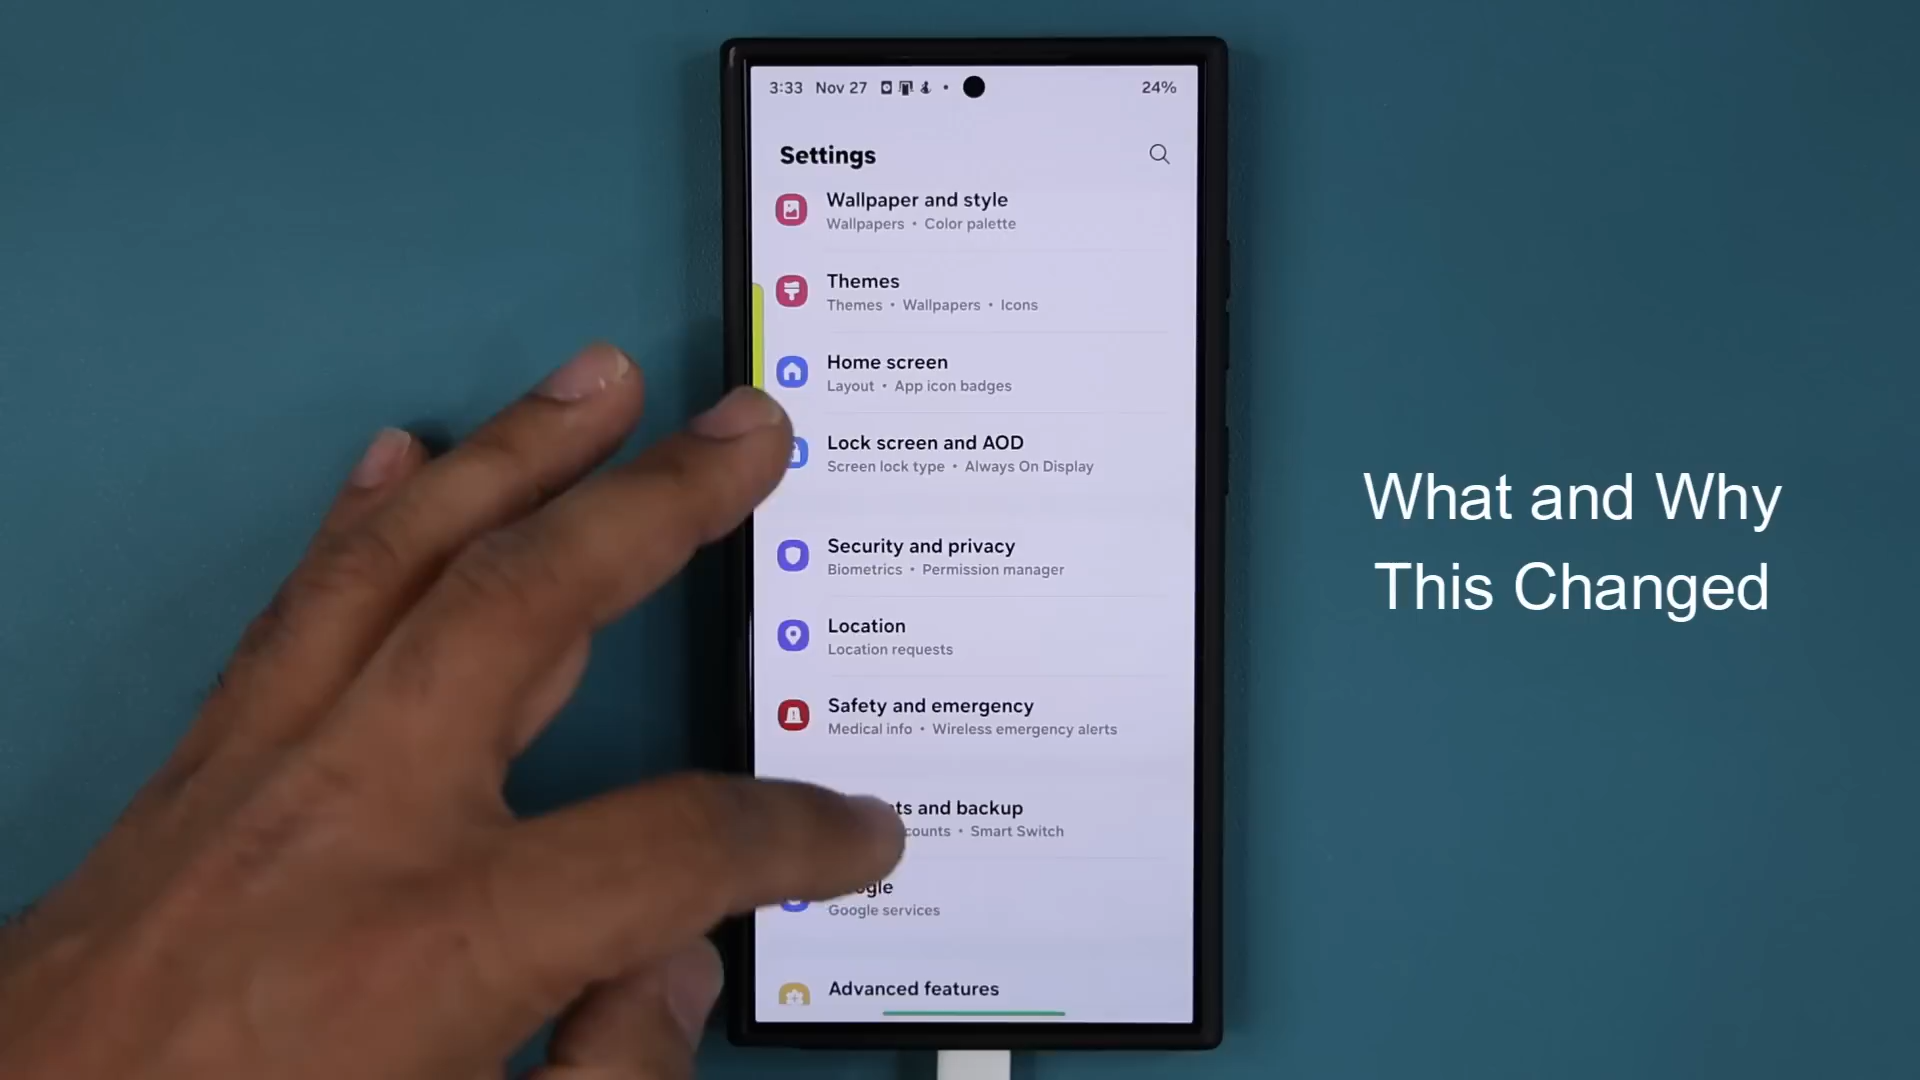 3:33 Nov 27
24%
Settings
Wallpaper and style
Wallpapers • Color palette
Themes
Themes • Wallpapers • Icons
Home screen
Layout • App icon badges
Lock screen and AOD
Screen lock type • Always On Display
Security and privacy
Biometrics • Permission manager
Location
Location requests
Safety and emergency
Medical info • Wireless emergency alerts
and backup
• Smart Switch
Google services
Advanced features
What and Why
This Changed